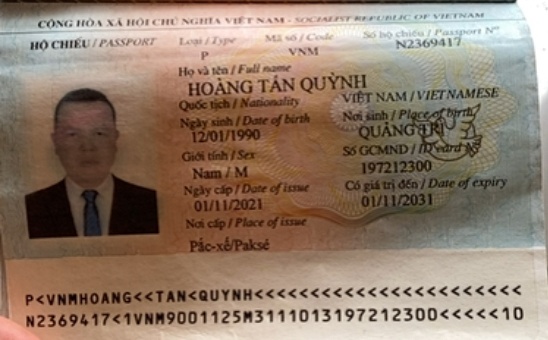 CỘNG HÒA XÃ HỘI CHỦ NGHĨA VIỆT NAM - SOCIALIST REPUBLIC OF VIETNAM
HỘ CHIẾU / PASSPORT Loại / Type Mã số / Code Số hộ chiếu / Passport Nº
P VNM N2369417
Họ và tên / Full name
HOÀNG TÂN QUỲNH
Quốc tịch / Nationality VIỆT NAM / VIETNAMESE
Ngày sinh / Date of birth Nơi sinh / Place of birth
12/01/1990 QUẢNG TRỊ
Giới tính / Sex Số GCMND / ID card Nº
Nam / M 197212300
Ngày cấp / Date of issue Có giá trị đến / Date of expiry
01/11/2021 01/11/2031
Nơi cấp / Place of issue
Pắc-xế/Paksé
P<VNMHOANG<<TAN<QUYNH<<<<<<<<<<<<<<<<<<<<<<<
N2369417<1VNM9001125M3111013197212300<<<<<10